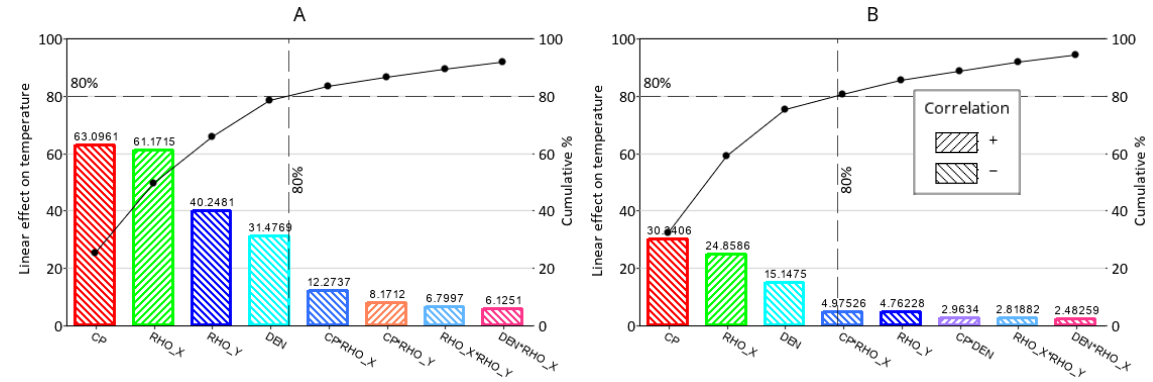 A
Linear effect on temperature
100
80
60
40
20
0
80%
63.0961
61.1715
40.2481
31.4769
12.2737
8.1712
6.7997
6.1251
80%
CP
RHO_X
RHO_Y
DEN
CP*RHO_X
CP*RHO_Y
RHO_X*RHO_Y
DEN*RHO_X
100
80
60
40
20
0
Cumulative %
B
Linear effect on temperature
100
80
60
40
20
0
80%
24.8586
15.1475
4.97526
4.76228
2.9634
2.81882
2.48259
80%
CP
RHO_X
DEN
CP*RHO_X
RHO_Y
CP*DEN
RHO_X*RHO_Y
DEN*RHO_X
Correlation
+
−
100
80
60
40
20
0
Cumulative %